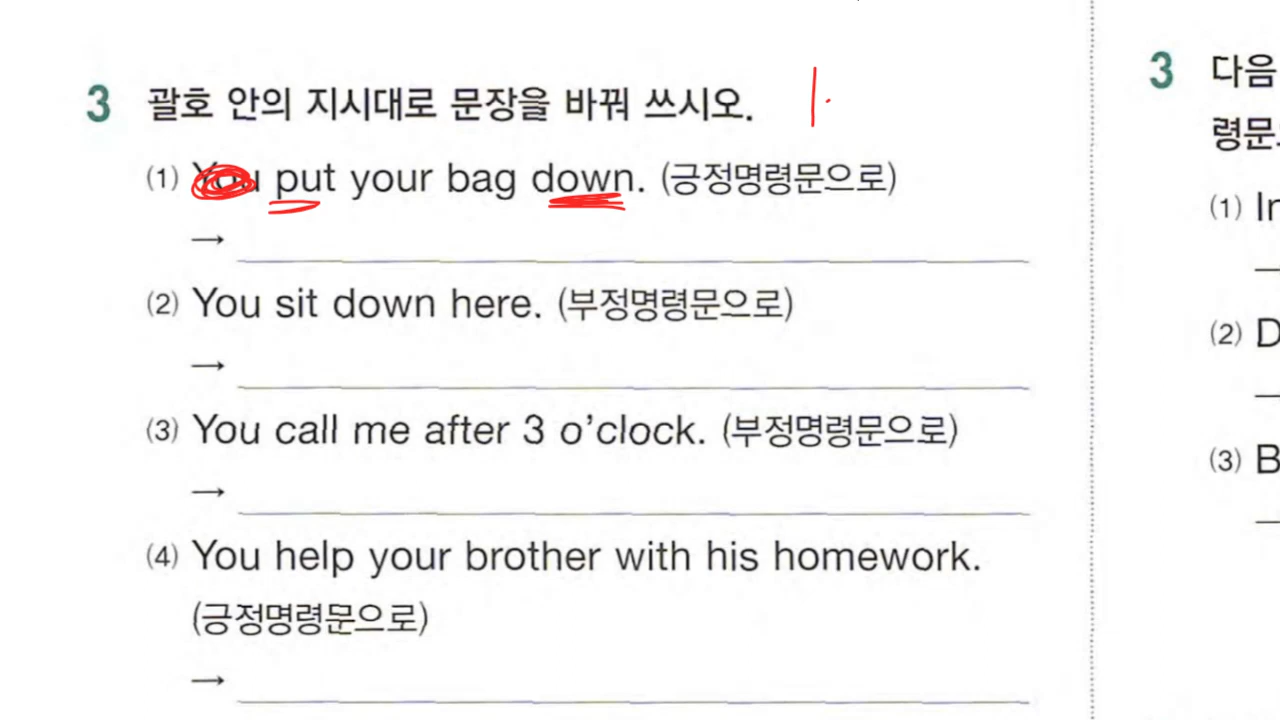 3 괄호 안의 지시대로 문장을 바꿔 쓰시오.
(1) You put your bag down. (긍정명령문으로)
→
(2) You sit down here. (부정명령문으로)
→
(3) You call me after 3 o'clock. (부정명령문으로)
→
(4) You help your brother with his homework.
(긍정명령문으로)
→
3 다음
령문
(1) In
(2) D
(3) B